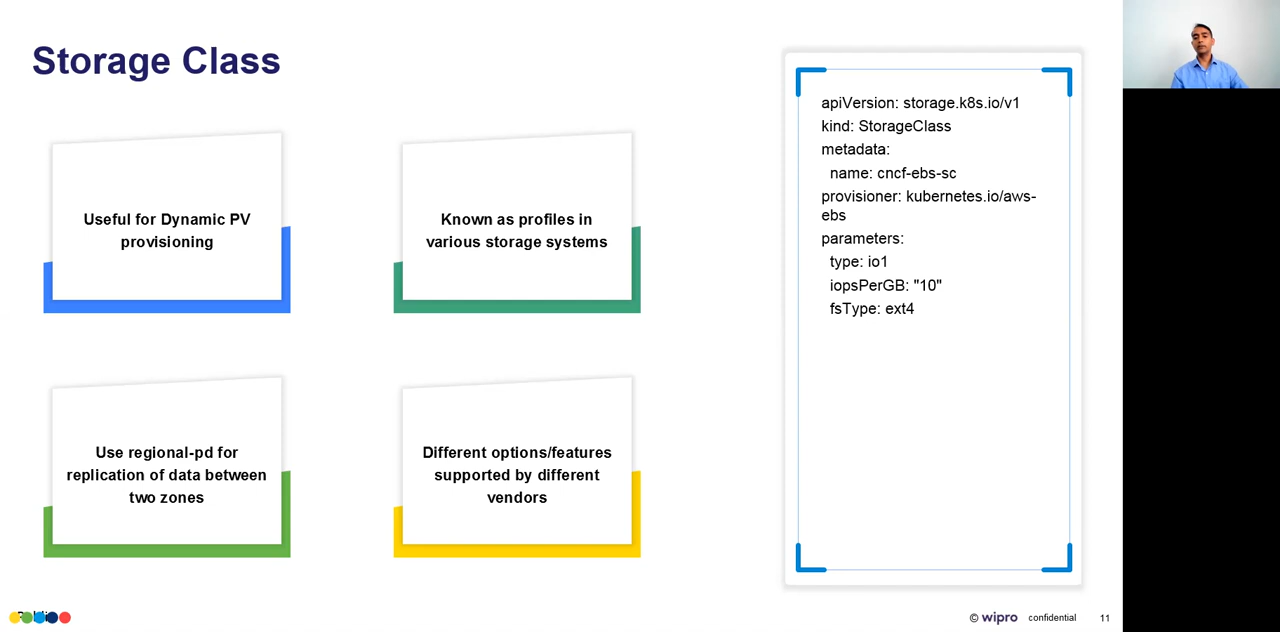 Storage Class
Useful for Dynamic PV
provisioning
Known as profiles in
various storage systems
Use regional-pd for
replication of data between
two zones
Different options/features
supported by different
vendors
apiVersion: storage.k8s.io/v1
kind: StorageClass
metadata:
name: cncf-ebs-sc
provisioner: kubernetes.io/aws-
ebs
parameters:
type: io1
iopsPerGB: "10"
fsType: ext4
© wipro confidential 11